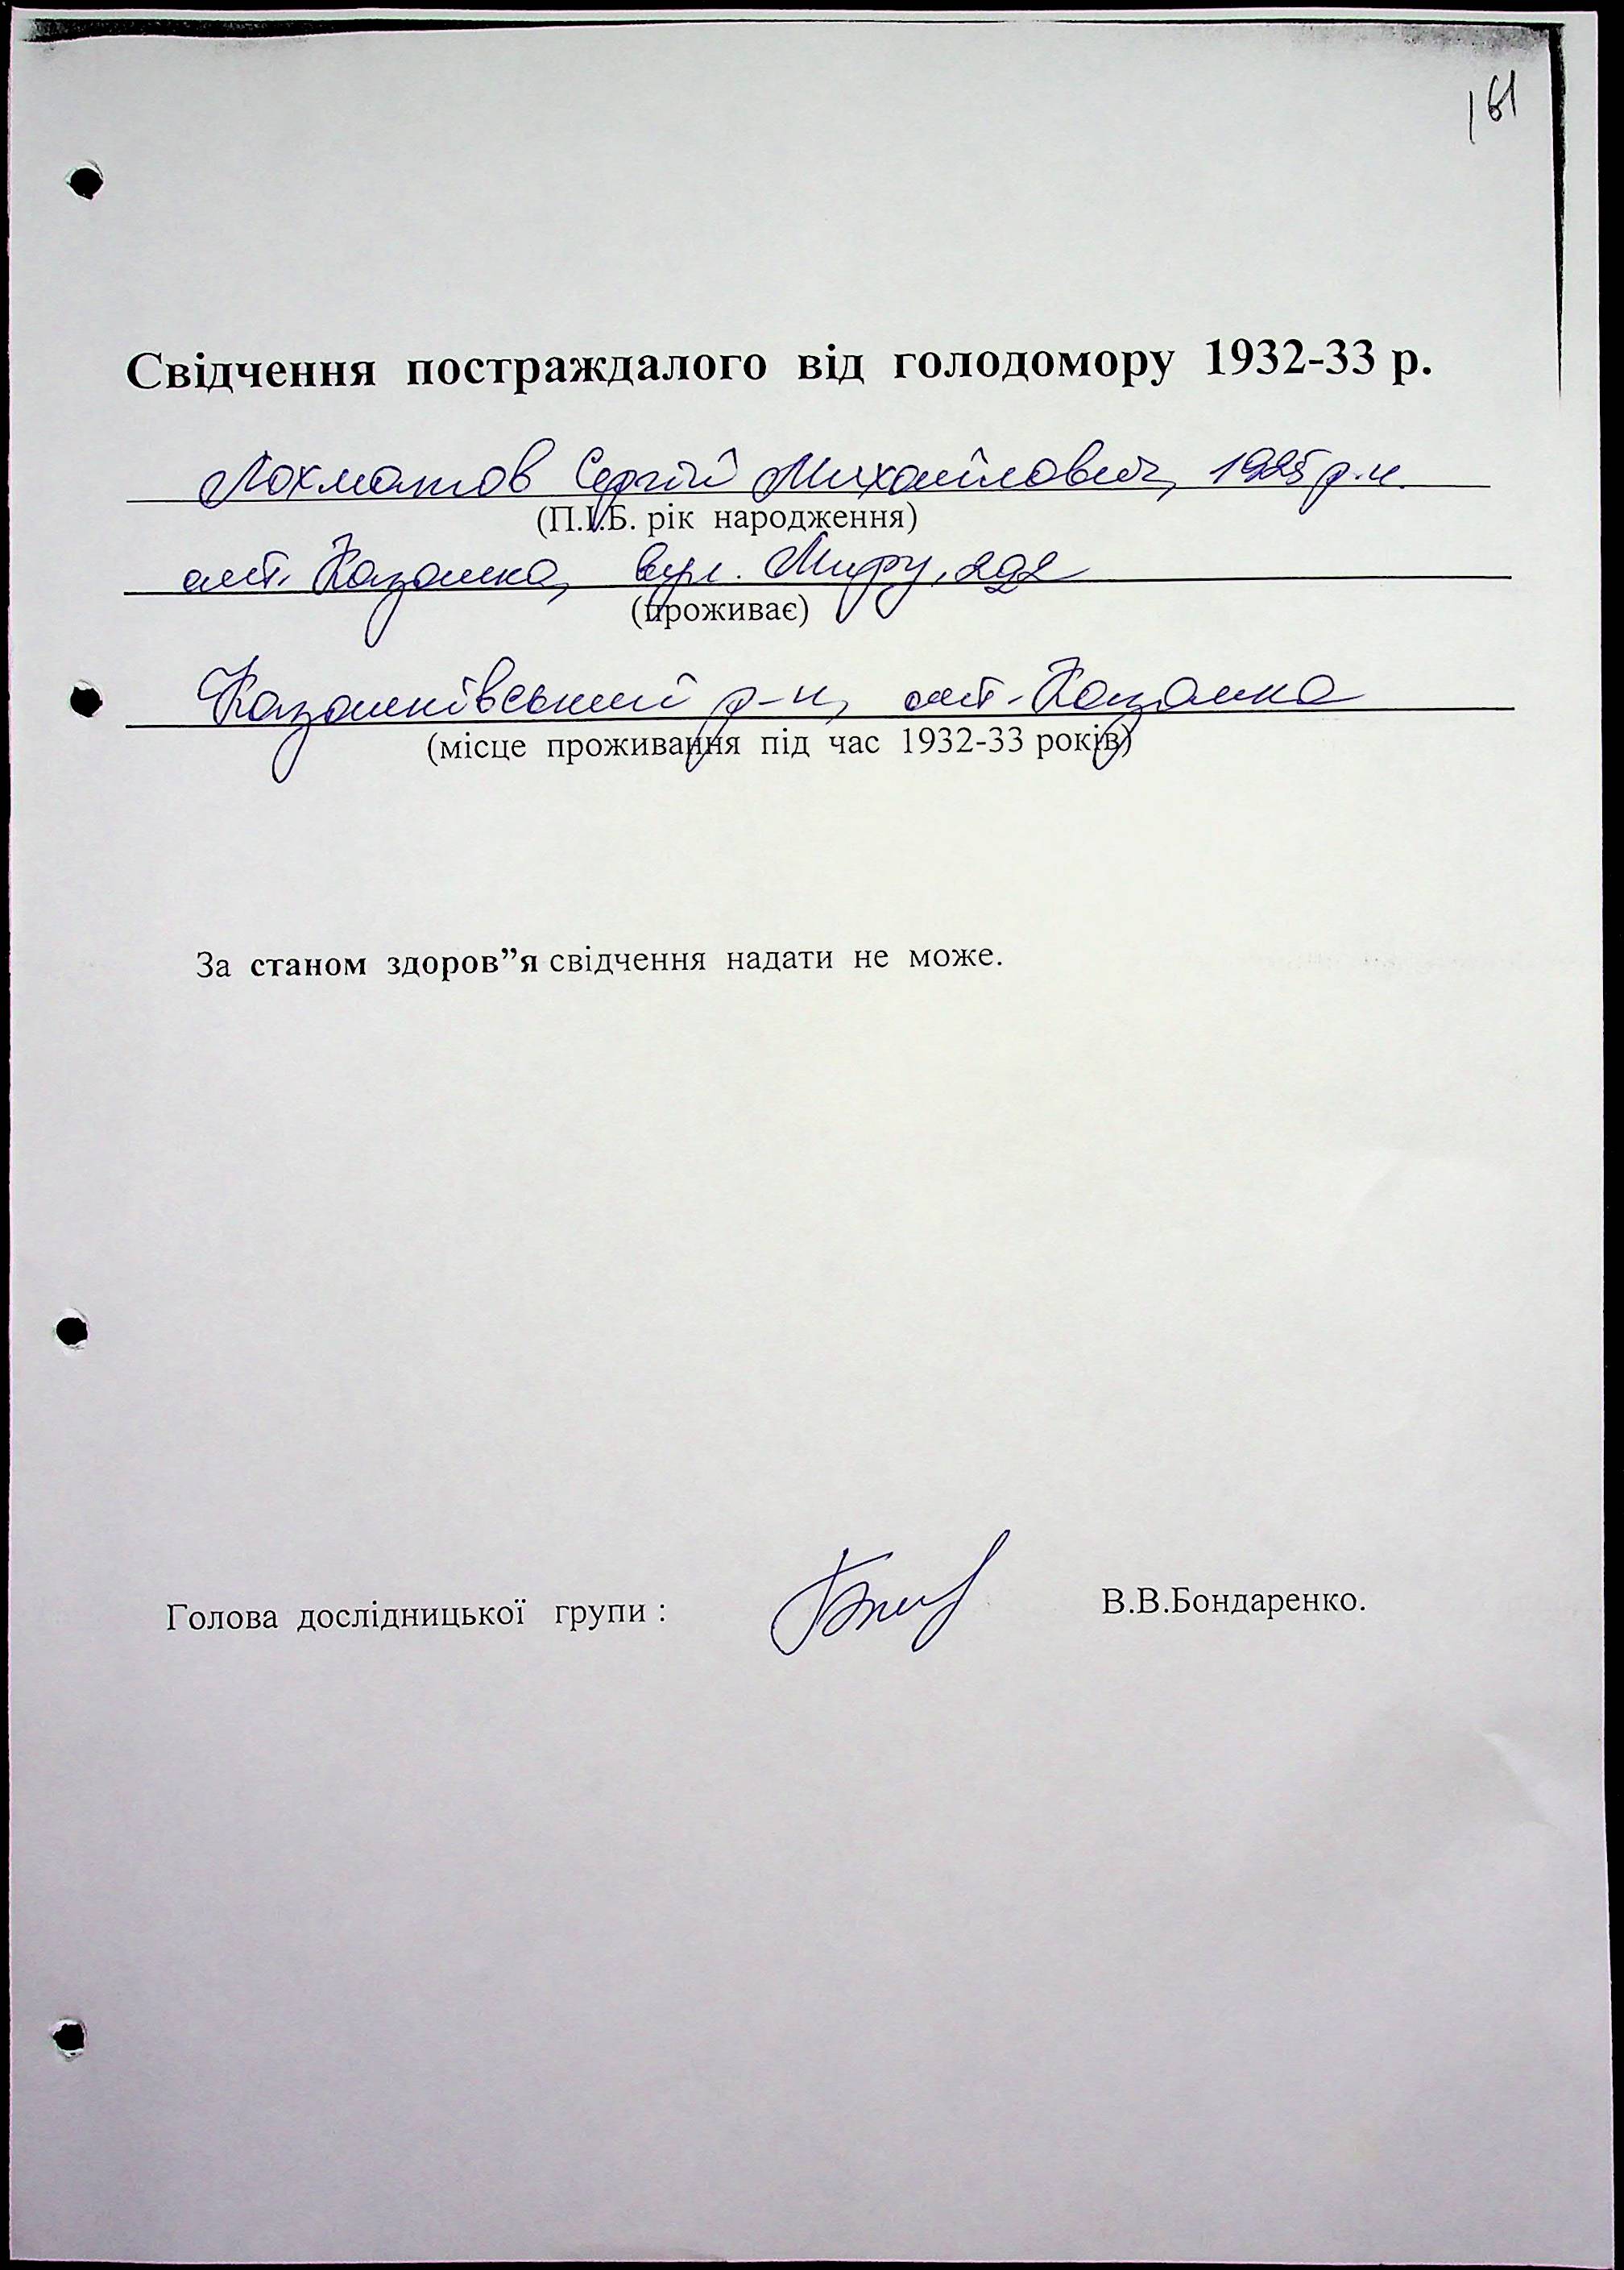 161
Свідчення постраждалого від голодомору 1932-33 р.
Лохматов Сергій Михайлович, 1925 р.н.
(П.І.Б. рік народження)
смт. Казанка, вул. Миру, 292
(проживає)
Казанківський р-н, смт. Казанка
(місце проживання під час 1932-33 років)
За станом здоров”я свідчення надати не може.
Голова дослідницької групи :
В.В.Бондаренко.